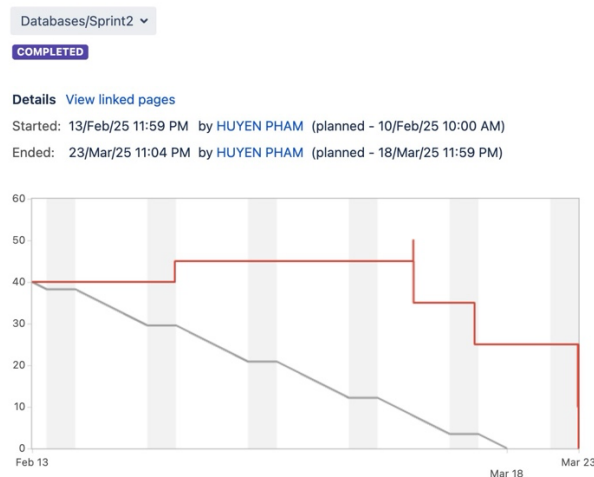 Databases/Sprint2
COMPLETED
Details View linked pages
Started: 13/Feb/25 11:59 PM by HUYEN PHAM (planned - 10/Feb/25 10:00 AM)
Ended: 23/Mar/25 11:04 PM by HUYEN PHAM (planned - 18/Mar/25 11:59 PM)
60
50
40
30
20
10
0
Feb 13
Mar 23
Mar 18